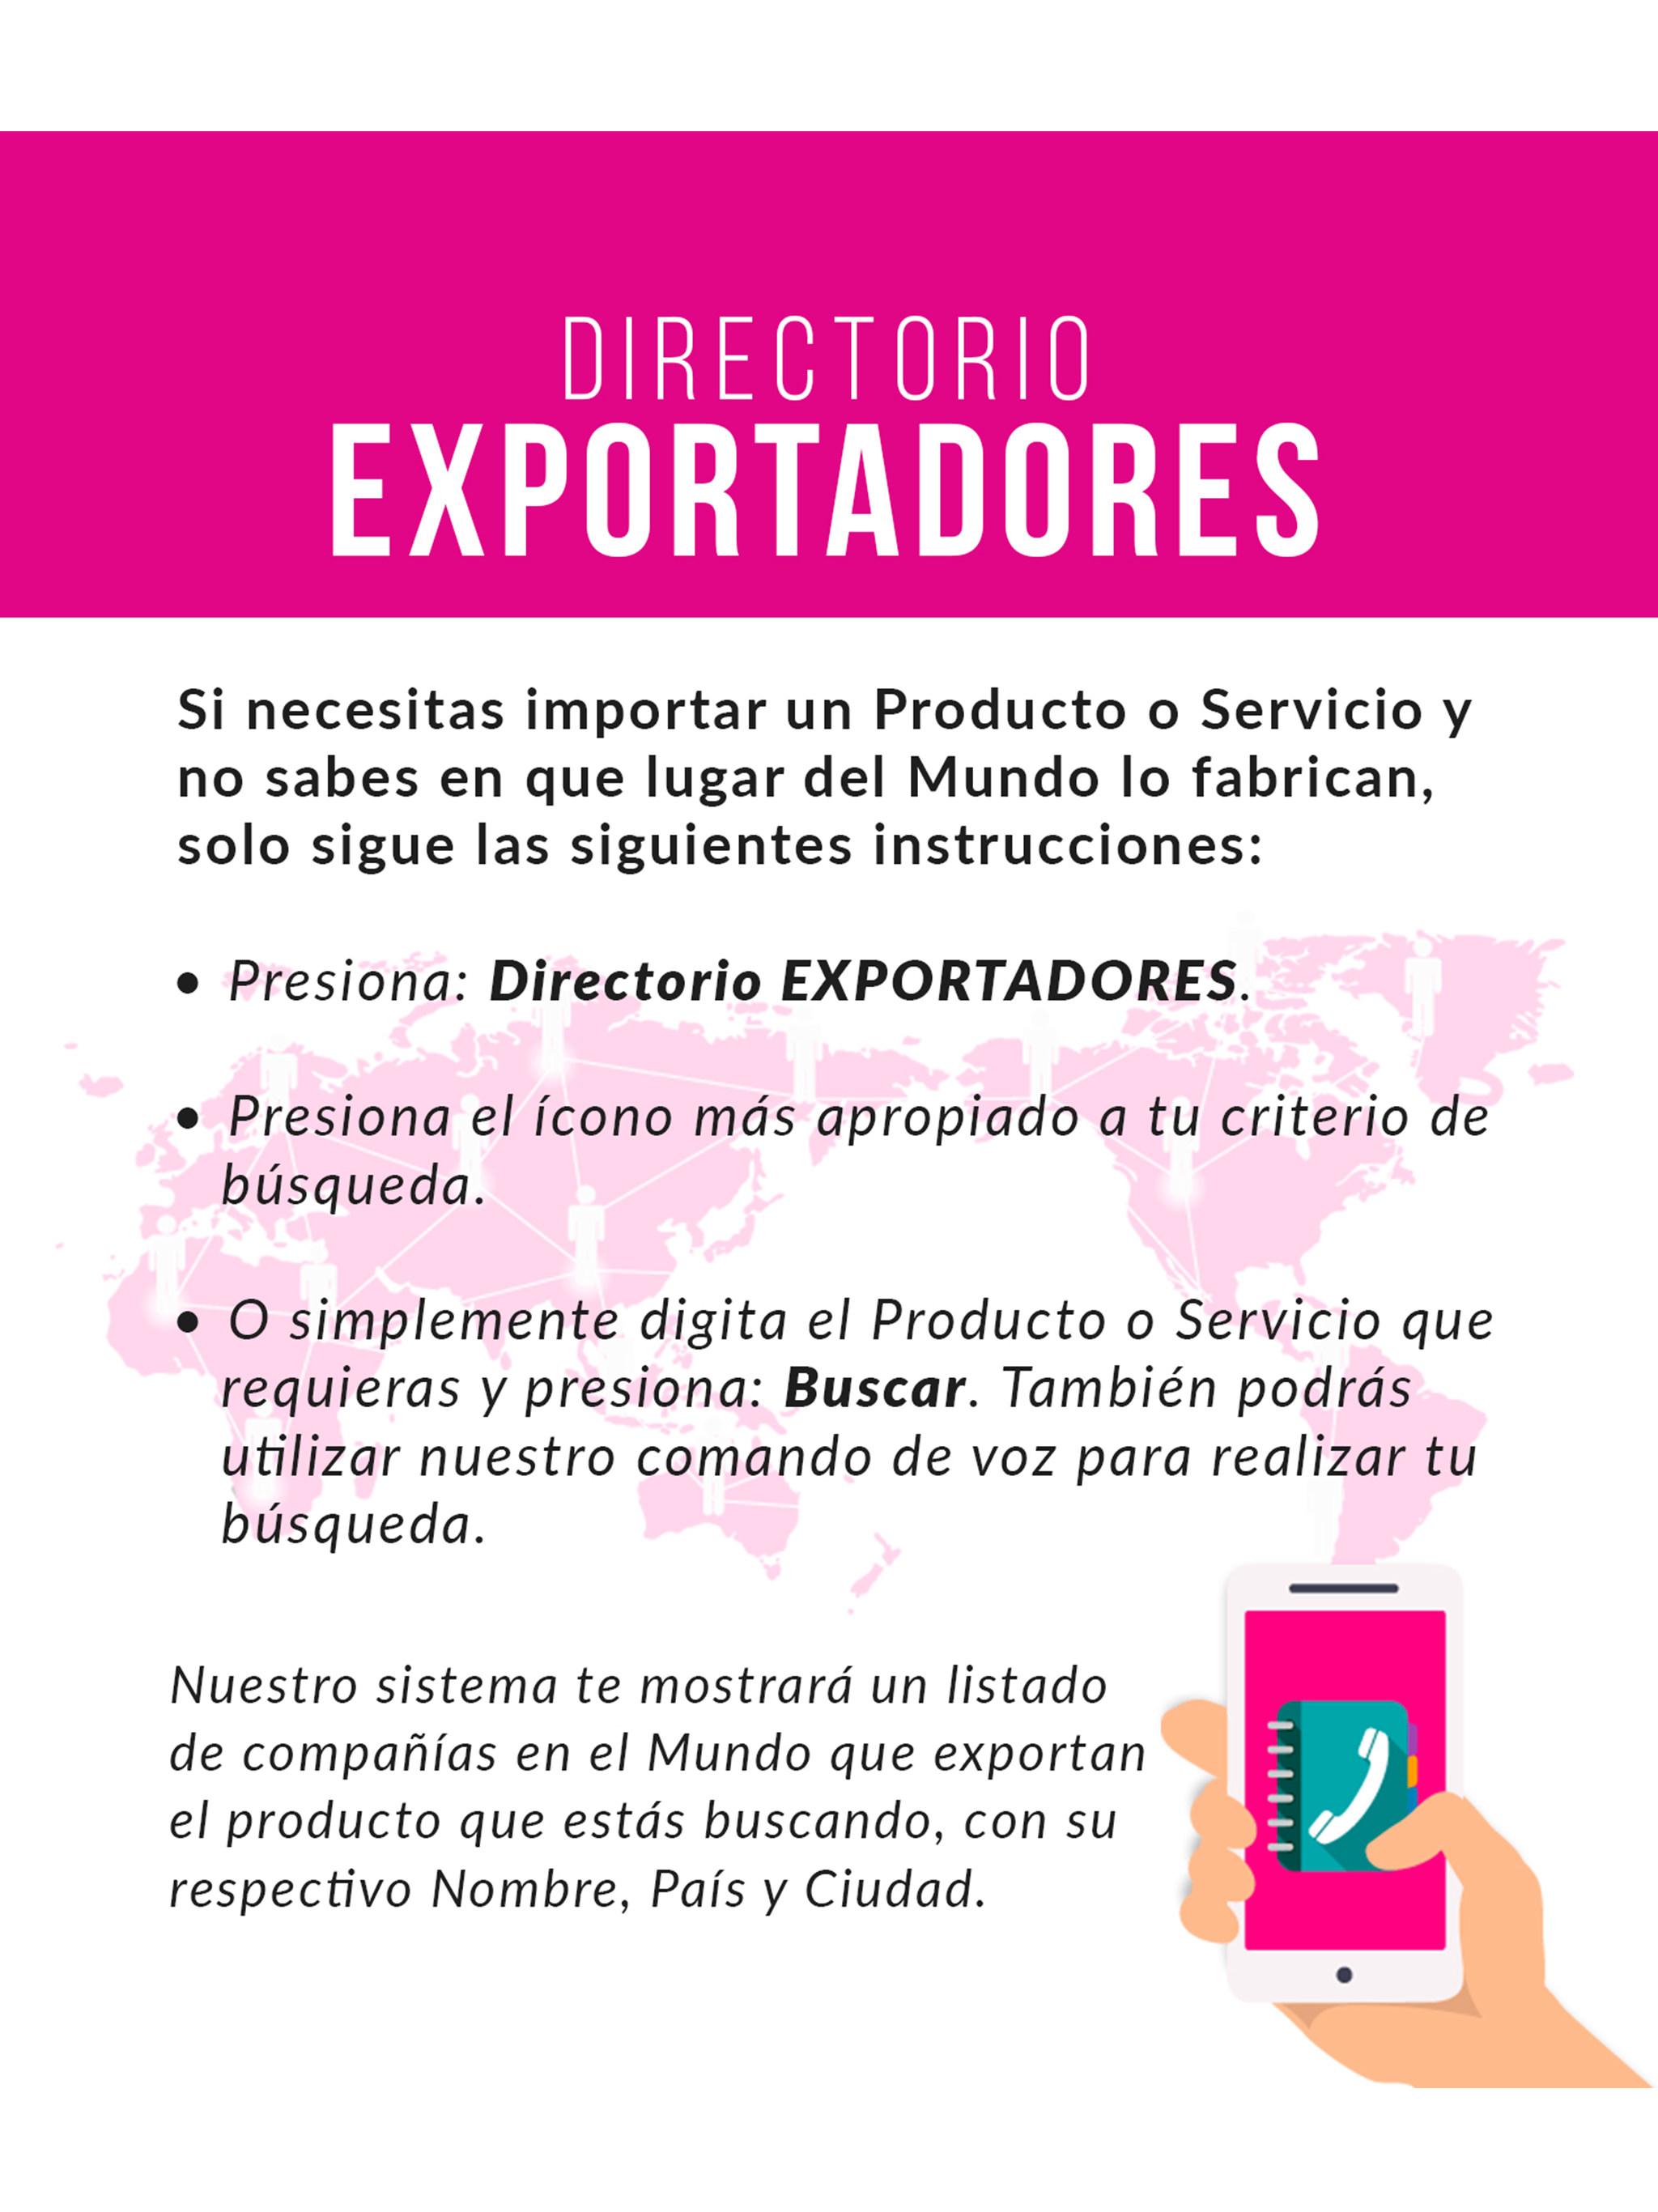 DIRECTORIO
EXPORTADORES
Si necesitas importar un Producto o Servicio y
no sabes en que lugar del Mundo lo fabrican,
solo sigue las siguientes instrucciones:
• Presiona: Directorio EXPORTADORES.
• Presiona el ícono más apropiado a tu criterio de
búsqueda.
• O simplemente digita el Producto o Servicio que
requieras y presiona: Buscar. También podrás
utilizar nuestro comando de voz para realizar tu
búsqueda.
Nuestro sistema te mostrará un listado
de compañías en el Mundo que exportan
el producto que estás buscando, con su
respectivo Nombre, País y Ciudad.